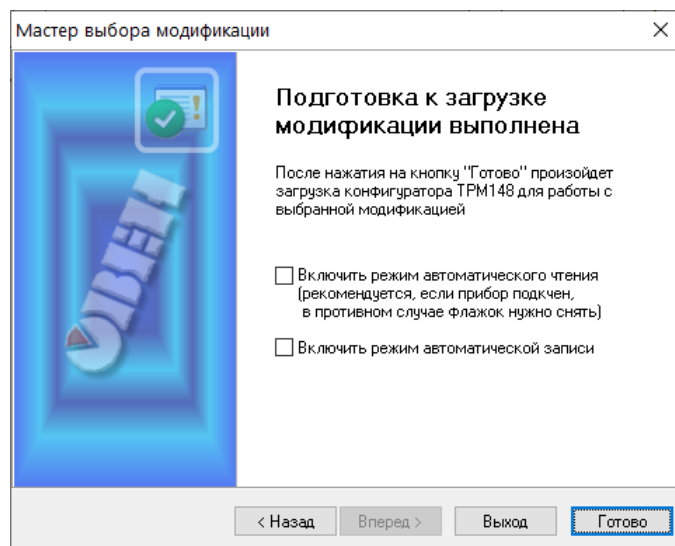 Мастер выбора модификации
Подготовка к загрузке
модификации выполнена
После нажатия на кнопку "Готово" произойдет
загрузка конфигуратора ТРМ148 для работы с
выбранной модификацией
Включить режим автоматического чтения
(рекомендуется, если прибор подкчен,
в противном случае флажок нужно снять)
Включить режим автоматической записи
ОВЕН
< Назад
Вперед >
Выход
Готово